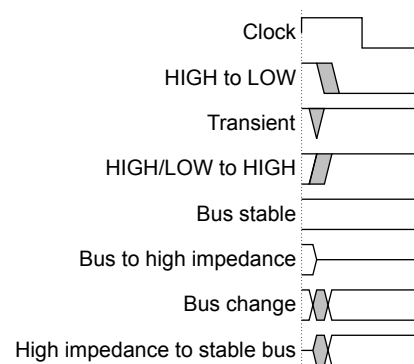 Clock
HIGH to LOW
Transient
HIGH/LOW to HIGH
Bus stable
Bus to high impedance
Bus change
High impedance to stable bus